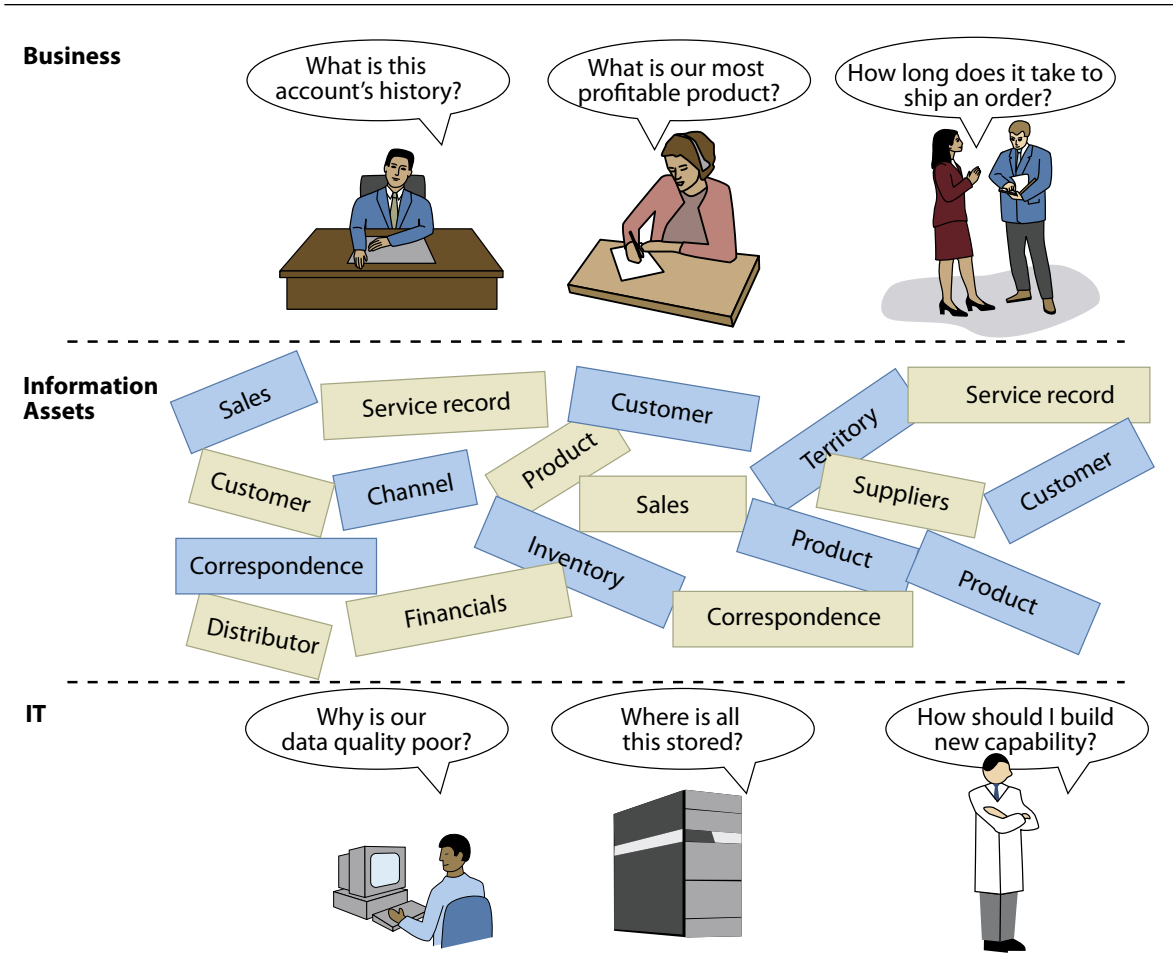 Business
What is this
account's history?
What is our most
profitable product?
How long does it take to
ship an order?
Information
Assets
Sales
Service record
Customer
Territory
Service record
Customer
Channel
Product
Sales
Suppliers
Customer
Correspondence
Inventory
Product
Product
Distributor
Financials
Correspondence
IT
Why is our
data quality poor?
Where is all
this stored?
How should I build
new capability?